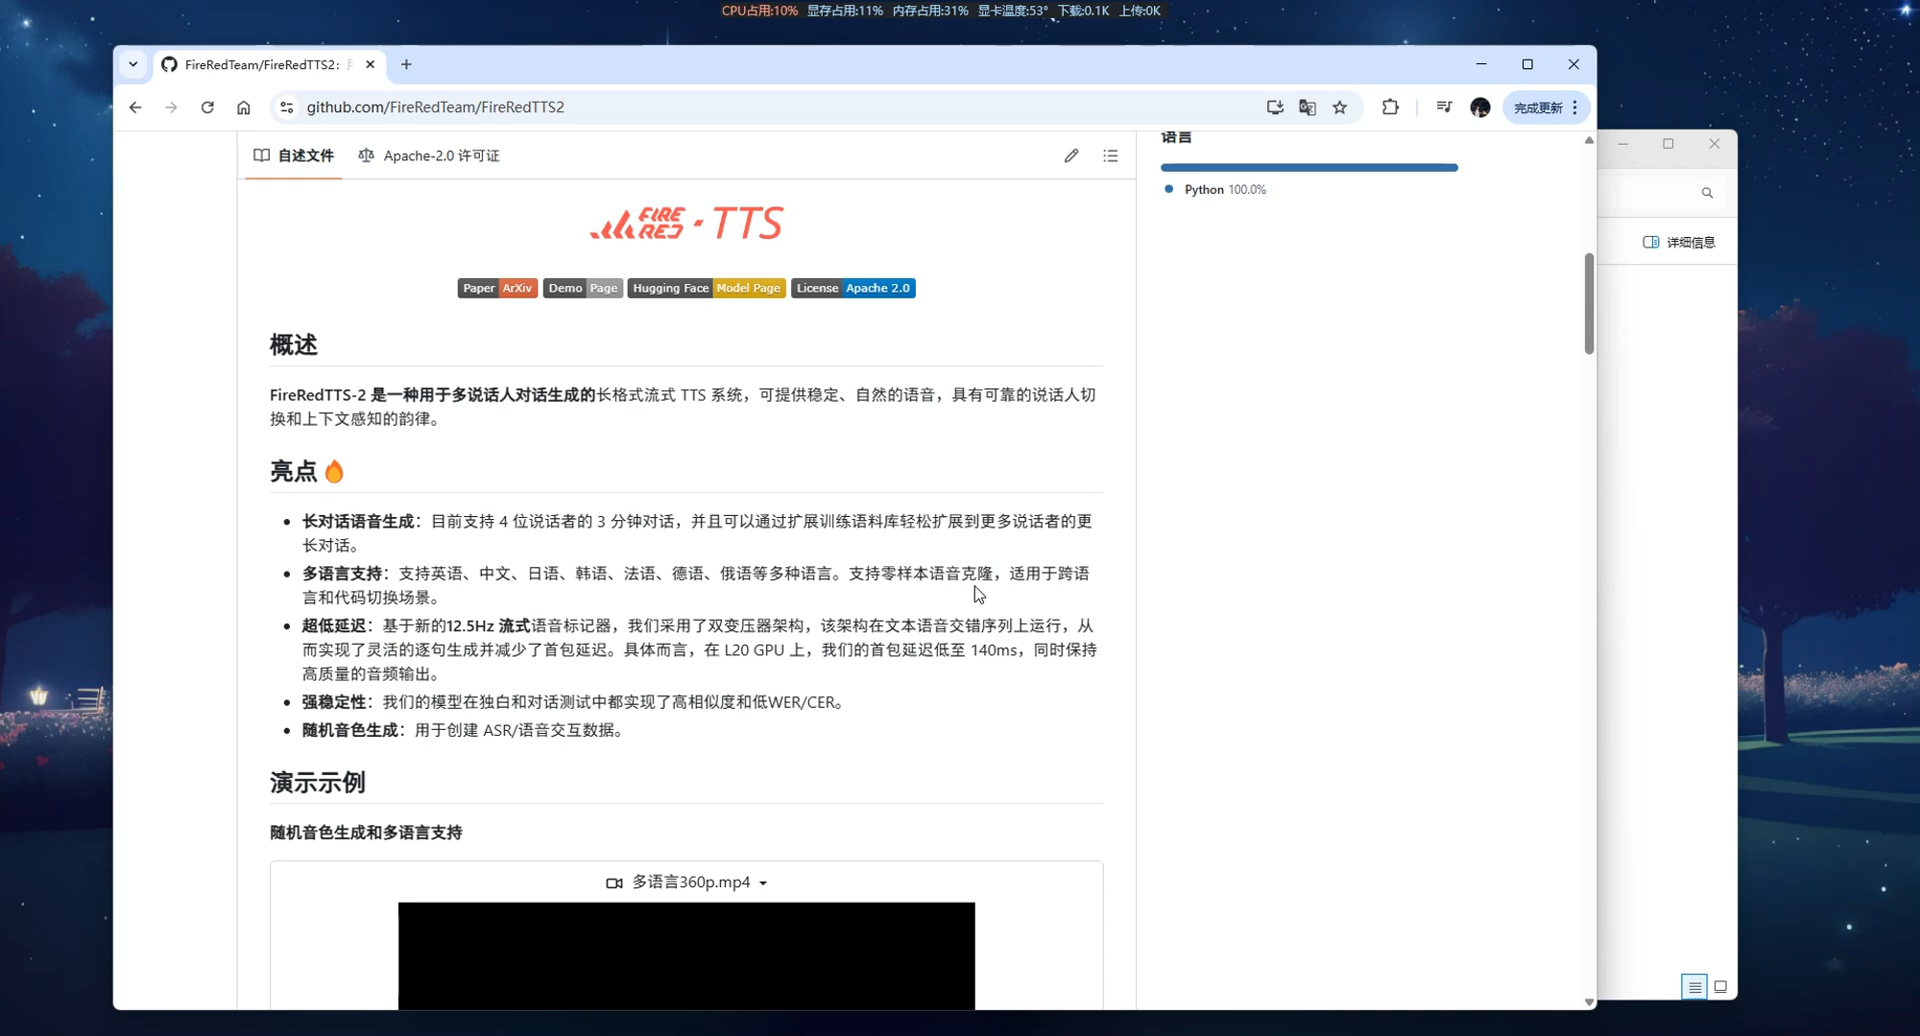 CPU占用:10% 显存占用:11% 内存占用:31% 显卡温度:53° 下载:0.1K 上传:0K
FireRedTeam/FireRedTTS2:
github.com/FireRedTeam/FireRedTTS2
完成更新
自述文件 Apache-2.0 许可证
语言
Python 100.0%
详细信息
FIRE RED - TTS
Paper ArXiv Demo Page Hugging Face Model Page License Apache 2.0
概述
FireRedTTS-2 是一种用于多说话人对话生成的长格式流式 TTS 系统，可提供稳定、自然的语音，具有可靠的说话人切
换和上下文感知的韵律。
亮点🔥
长对话语音生成：目前支持 4 位说话者的 3 分钟对话，并且可以通过扩展训练语料库轻松扩展到更多说话者的更
长对话。
多语言支持：支持英语、中文、日语、韩语、法语、德语、俄语等多种语言。支持零样本语音克隆，适用于跨语
言和代码切换场景。
超低延迟：基于新的12.5Hz 流式语音标记器，我们采用了双变压器架构，该架构在文本语音交错序列上运行，从
而实现了灵活的逐句生成并减少了首包延迟。具体而言，在 L20 GPU 上，我们的首包延迟低至 140ms，同时保持
高质量的音频输出。
强稳定性：我们的模型在独白和对话测试中都实现了高相似度和低WER/CER。
随机音色生成：用于创建 ASR/语音交互数据。
演示示例
随机音色生成和多语言支持
多语言360p.mp4